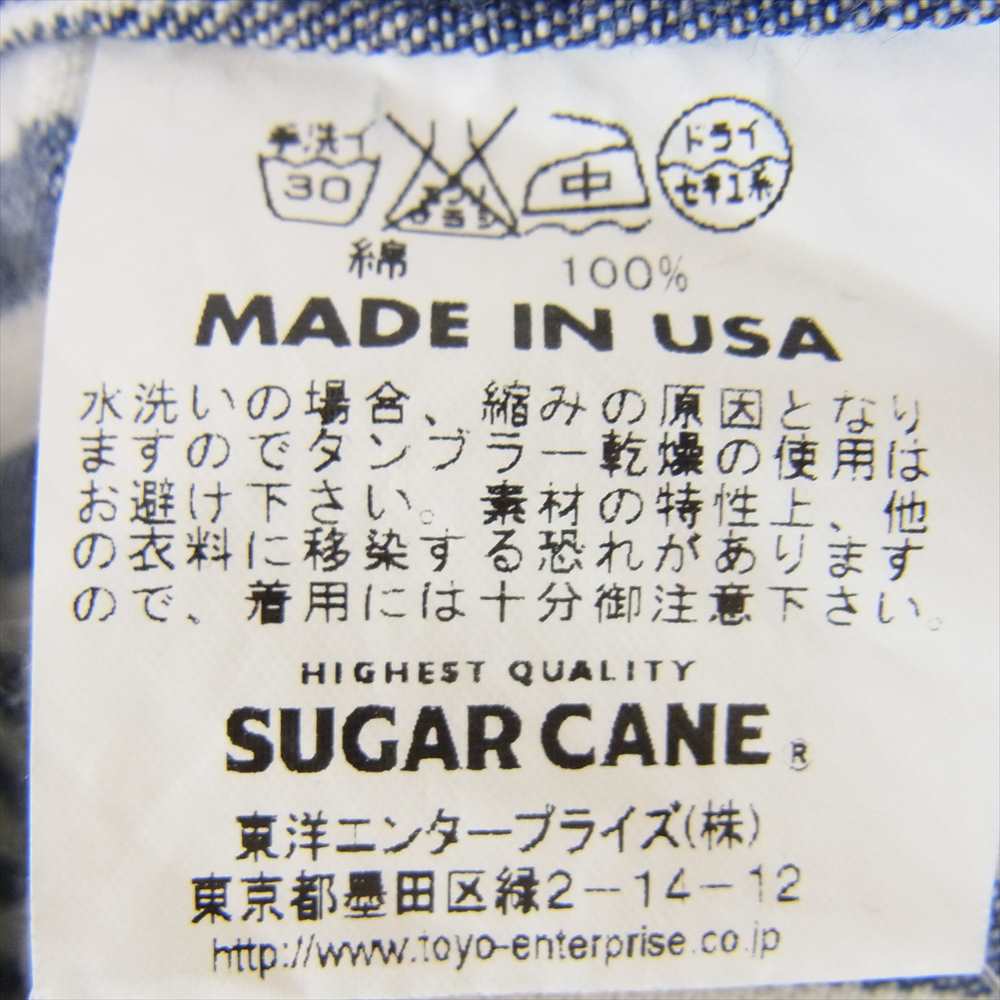 手洗イ
30
エンソ
サラシ
中
ドライ
セキユ系
綿 100%
MADE IN USA
水洗いの場合、縮みの原因となり
ますのでタンブラー乾燥の使用は
お避け下さい。素材の特性上、他
の衣料に移染する恐れがあります
ので、着用には十分御注意下さい。
HIGHEST QUALITY
SUGAR CANE ®
東洋エンタープライズ(株)
東京都墨田区緑2-14-12
http://www.toyo-enterprise.co.jp